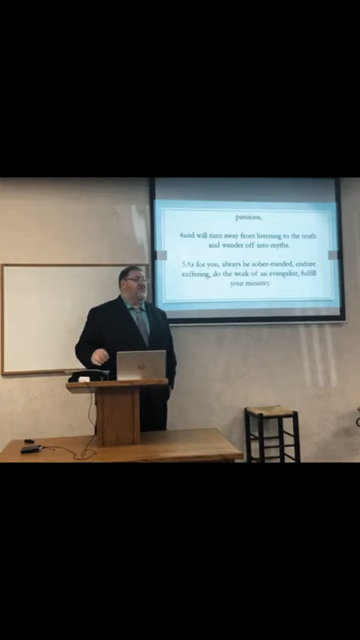 passions,
4and will turn away from listening to the truth
and wander off into myths.
5As for you, always be sober-minded, endure
suffering, do the work of an evangelist, fulfill
your ministry.